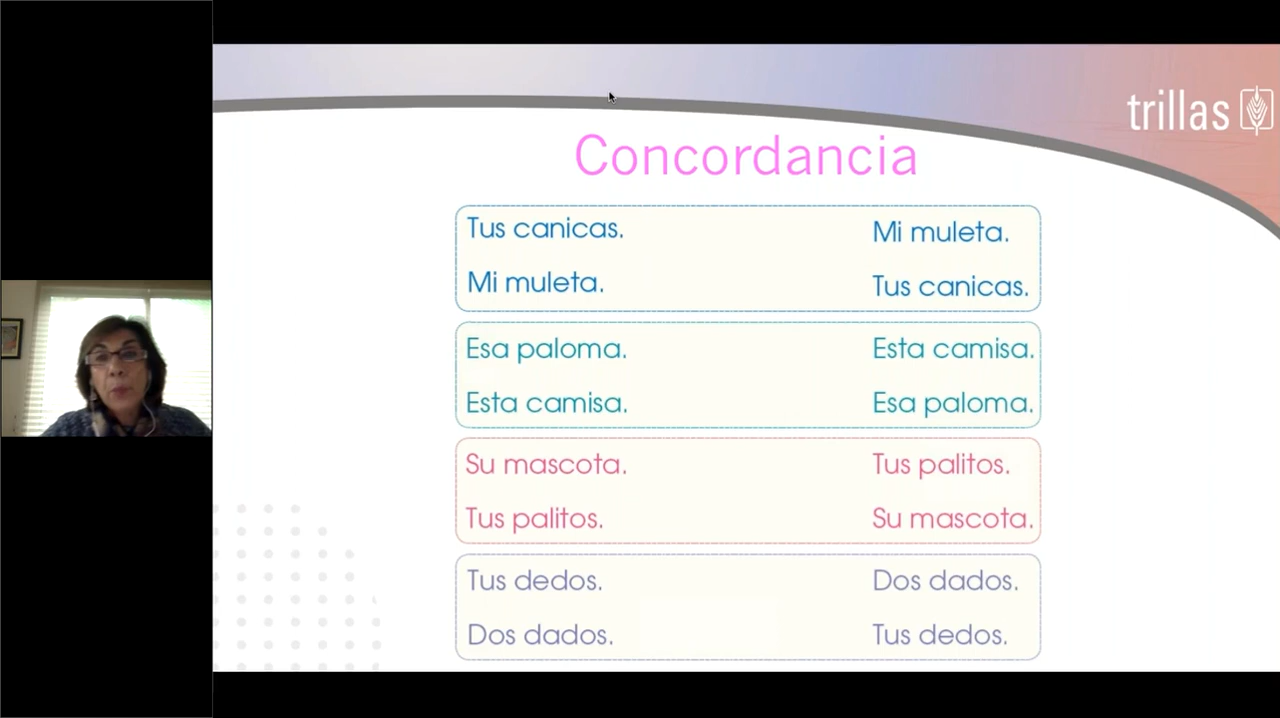 trillas
Concordancia
Tus canicas.
Mi muleta.
Mi muleta.
Tus canicas.
Esa paloma.
Esta camisa.
Esta camisa.
Esa paloma.
Su mascota.
Tus palitos.
Tus palitos.
Su mascota.
Tus dedos.
Dos dados.
Dos dados.
Tus dedos.